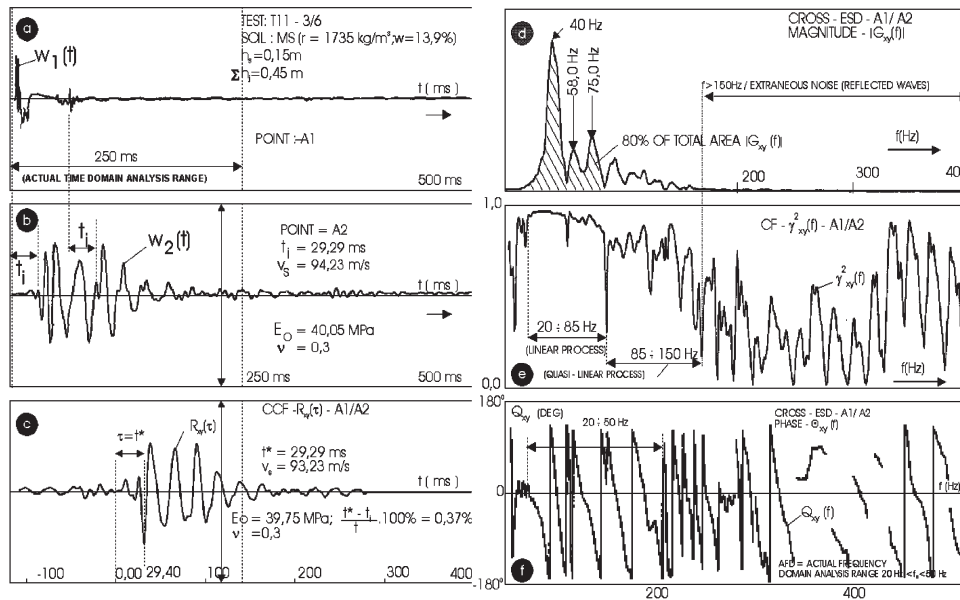 a
W1(t)
TEST: T11 - 3/6
SOIL : MS (r = 1735 kg/m³;w=13,9%)
hs=0,15m
Σhi=0,45 m
t ( ms )
POINT :-A1
250 ms
(ACTUAL TIME DOMAIN ANALYSIS RANGE)
500 ms
b
ti
ti
W2(t)
POINT = A2
ti = 29,29 ms
vs = 94,23 m/s
t ( ms )
EO = 40,05 MPa
ν = 0,3
250 ms
500 ms
c
τ=t*
Rxy(τ)
CCF -Rxy(τ) - A1/A2
t* = 29,29 ms
vs = 93,23 m/s
t ( ms )
EO = 39,75 MPa; t* - ti / t .100% = 0,37%
ν =0,3
-100 0,00 29,40 100 200 300 400
d
40 Hz
58,0 Hz
75,0 Hz
CROSS - ESD - A1/ A2
MAGNITUDE - |Gxy(f)|
f>150Hz / EXTRANEOUS NOISE (REFLECTED WAVES)
80% OF TOTAL AREA |Gxy (f)|
f(Hz)
200 300 400
1,0
CF - γ²xy(f) - A1/A2
γ²xy(f)
20 ÷ 85 Hz
(LINEAR PROCESS)
85 ÷ 150 Hz
(QUASI - LINEAR PROCESS)
e
0,0
f(Hz)
180°
Qxy (DEG)
20 ÷ 50 Hz
CROSS - ESD - A1/ A2
PHASE - Θxy(f)
0
f (Hz)
Qxy(f)
f
AFD = ACTUAL FREQUENCY
DOMAIN ANALYSIS RANGE 20 Hz <fa<50 Hz
-180°
200 400